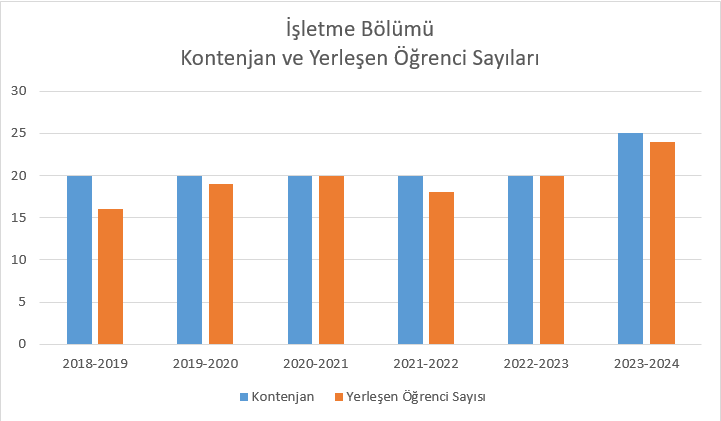 İşletme Bölümü
Kontenjan ve Yerleşen Öğrenci Sayıları
30
25
20
15
10
5
0
2018-2019 2019-2020 2020-2021 2021-2022 2022-2023 2023-2024
Kontenjan Yerleşen Öğrenci Sayısı